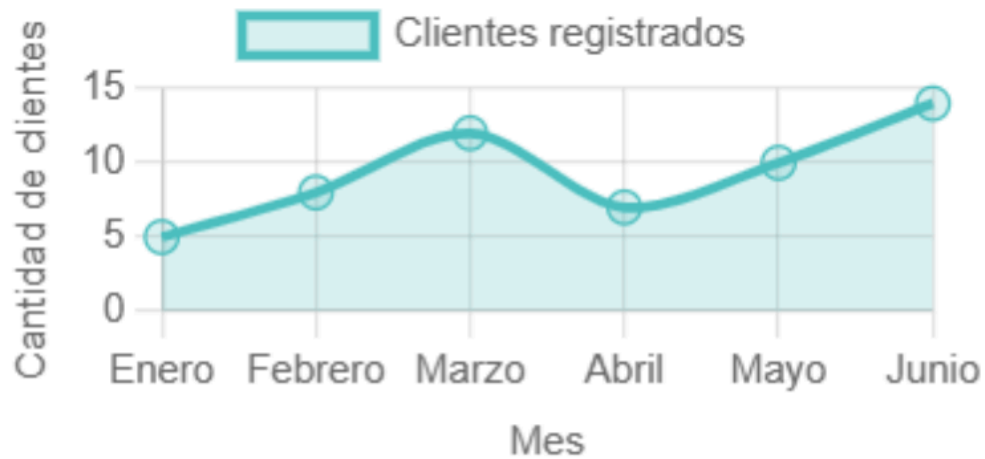 Clientes registrados
Cantidad de clientes
15
10
5
0
Enero Febrero Marzo Abril Mayo Junio
Mes